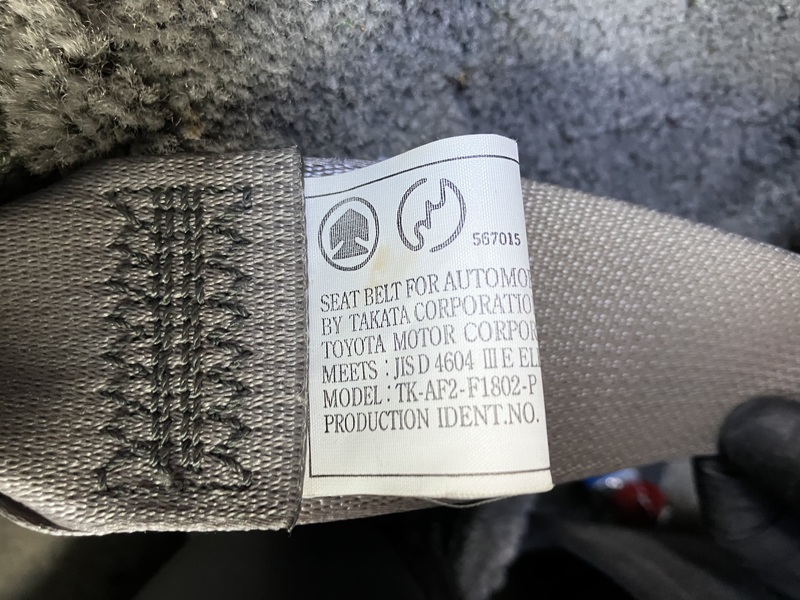 567015
SEAT BELT FOR AUTOMO
BY TAKATA CORPORATIO
TOYOTA MOTOR CORPOR
MEETS : JIS D 4604 III E EL
MODEL : TK-AF2-F1802-P
PRODUCTION IDENT.NO.